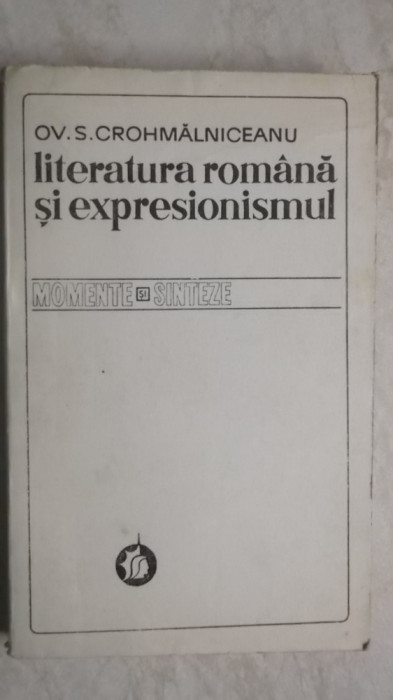 OV. S. CROHMĂLNICEANU
literatura română
și expresionismul
MOMENTE ȘI SINTEZE